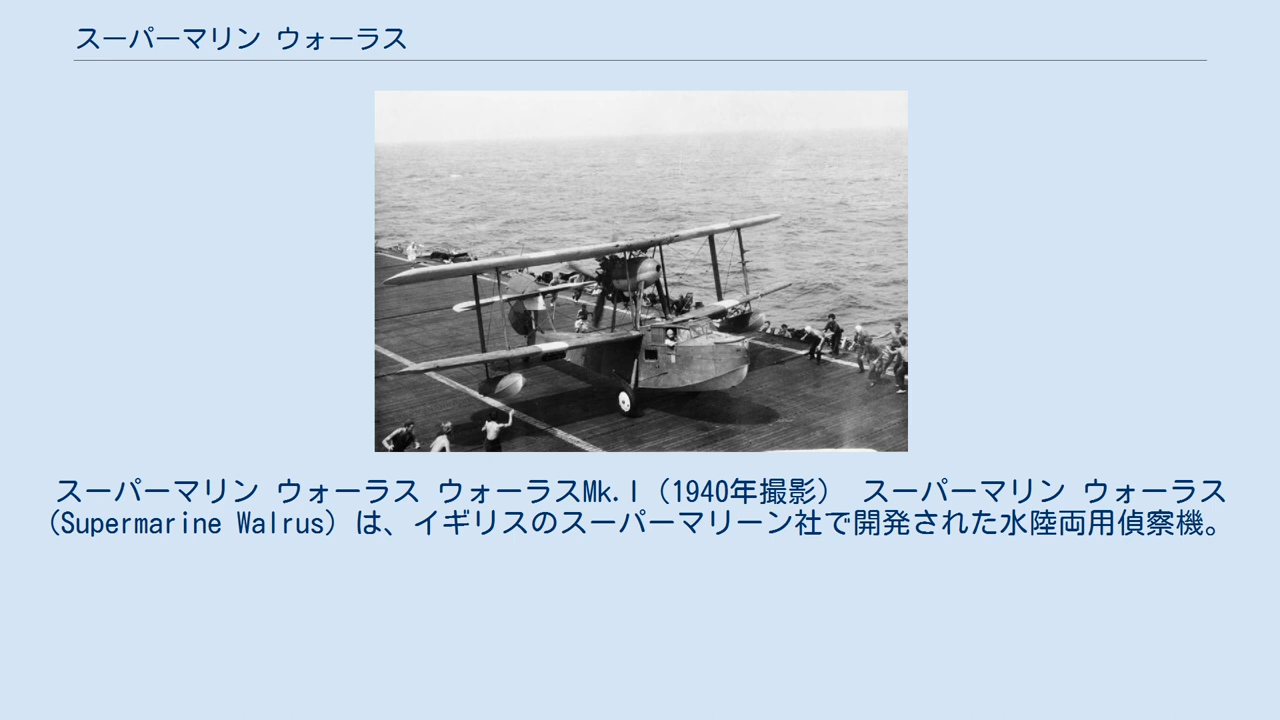 スーパーマリン ウォーラス
スーパーマリン ウォーラス ウォーラスMk.I（1940年撮影） スーパーマリン ウォーラス
（Supermarine Walrus）は、イギリスのスーパーマリーン社で開発された水陸両用偵察機。